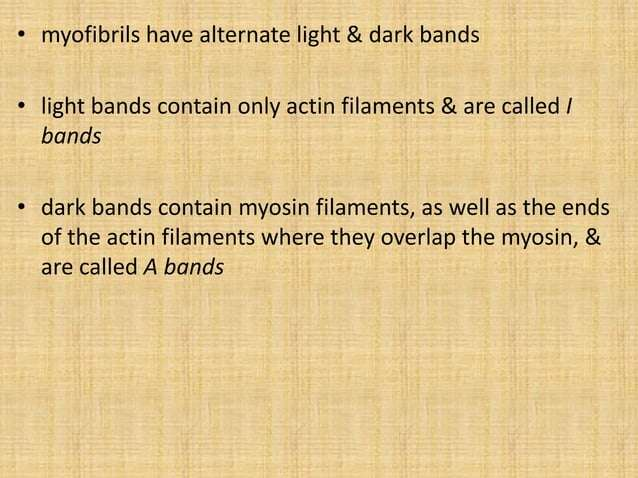 • myofibrils have alternate light & dark bands
• light bands contain only actin filaments & are called I
bands
• dark bands contain myosin filaments, as well as the ends
of the actin filaments where they overlap the myosin, &
are called A bands